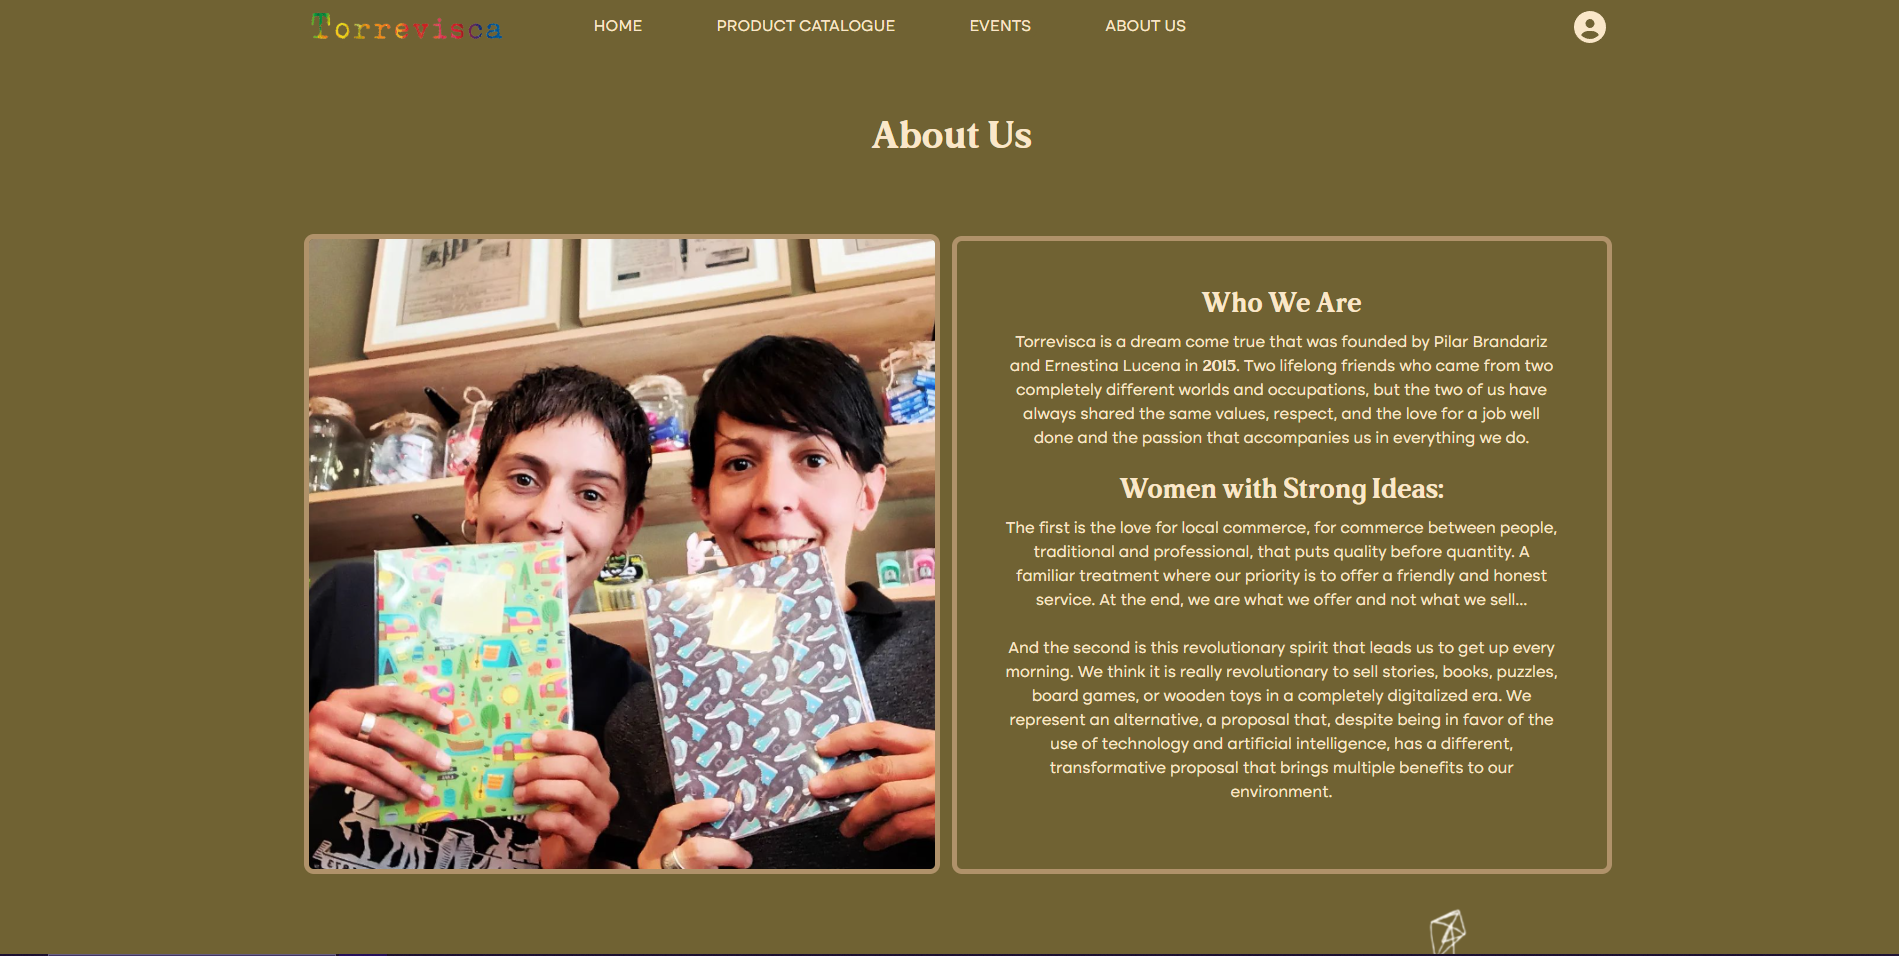 Torrevisca
HOME
PRODUCT CATALOGUE
EVENTS
ABOUT US
About Us
Who We Are
Torrevisca is a dream come true that was founded by Pilar Brandariz
and Ernestina Lucena in 2015. Two lifelong friends who came from two
completely different worlds and occupations, but the two of us have
always shared the same values, respect, and the love for a job well
done and the passion that accompanies us in everything we do.
Women with Strong Ideas:
The first is the love for local commerce, for commerce between people,
traditional and professional, that puts quality before quantity. A
familiar treatment where our priority is to offer a friendly and honest
service. At the end, we are what we offer and not what we sell...
And the second is this revolutionary spirit that leads us to get up every
morning. We think it is really revolutionary to sell stories, books, puzzles,
board games, or wooden toys in a completely digitalized era. We
represent an alternative, a proposal that, despite being in favor of the
use of technology and artificial intelligence, has a different,
transformative proposal that brings multiple benefits to our
environment.